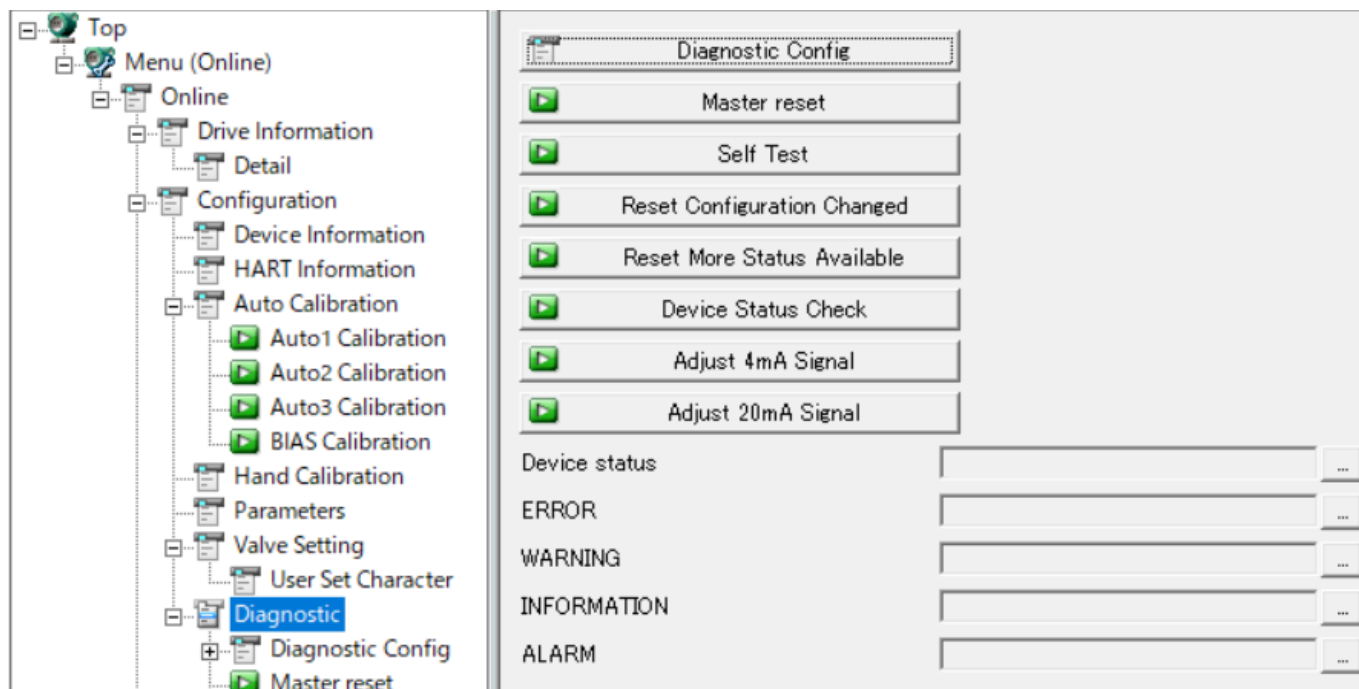 Top
Menu (Online)
Online
Drive Information
Detail
Configuration
Device Information
HART Information
Auto Calibration
Auto1 Calibration
Auto2 Calibration
Auto3 Calibration
BIAS Calibration
Hand Calibration
Parameters
Valve Setting
User Set Character
Diagnostic
Diagnostic Config
Master reset
Diagnostic Config
Master reset
Self Test
Reset Configuration Changed
Reset More Status Available
Device Status Check
Adjust 4mA Signal
Adjust 20mA Signal
Device status ...
ERROR ...
WARNING ...
INFORMATION ...
ALARM ...